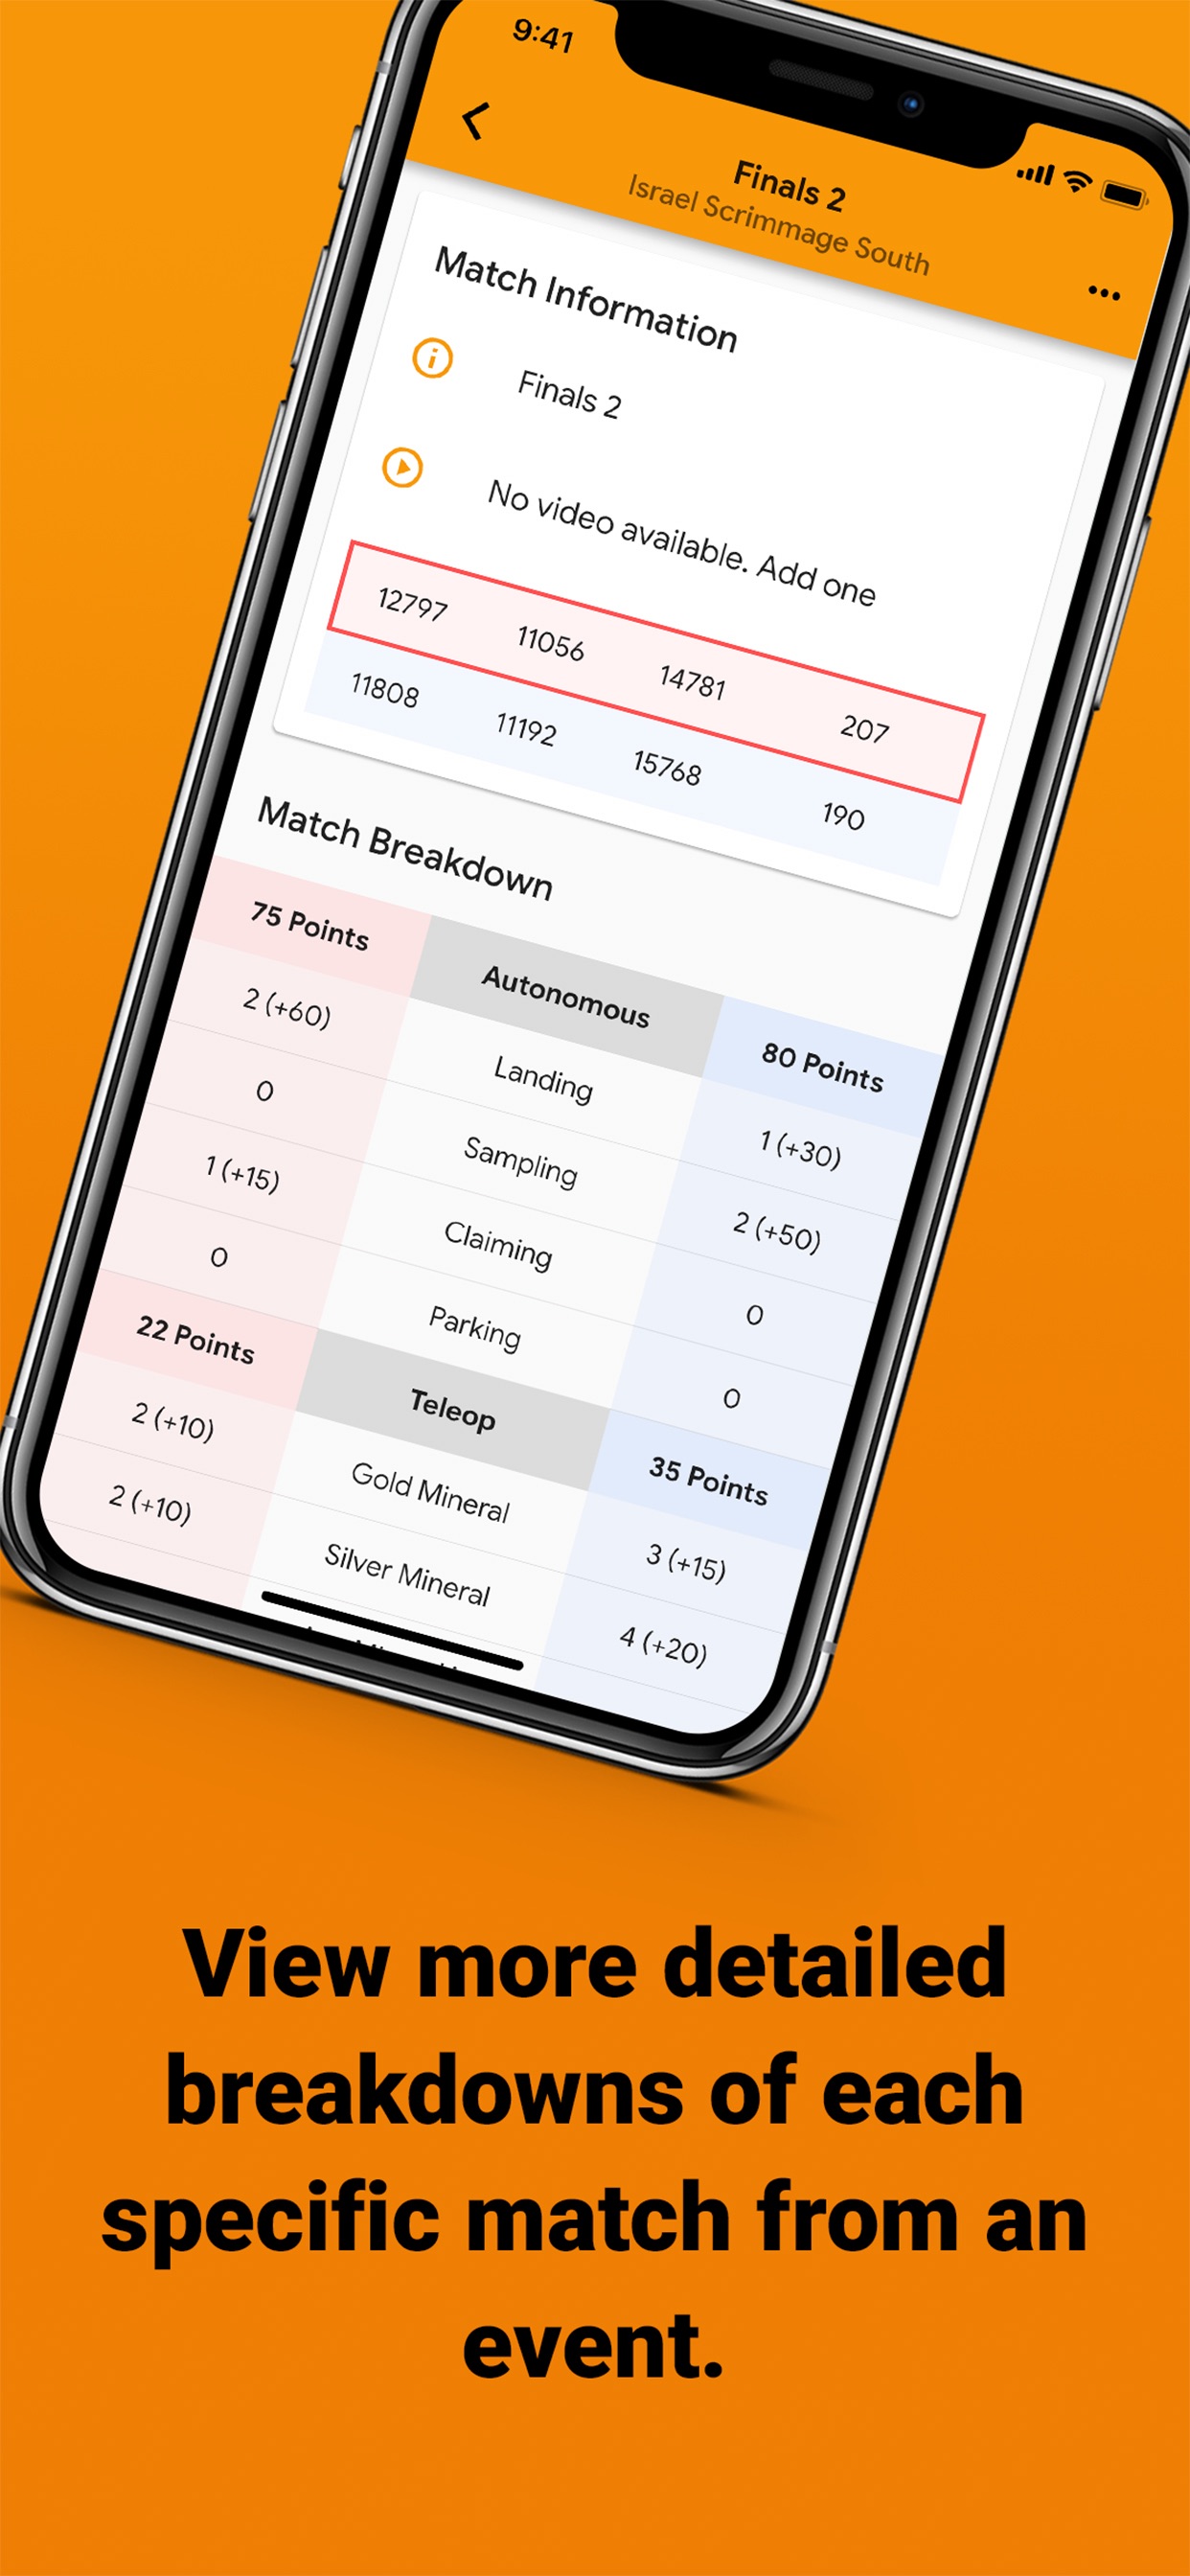 9:41
Finals 2
Israel Scrimmage South
Match Information
Finals 2
No video available. Add one
12797 11056 14781 207
11808 11192 15768 190
Match Breakdown
75 Points Autonomous 80 Points
2 (+60) Landing 1 (+30)
0 Sampling 2 (+50)
1 (+15) Claiming 0
0 Parking 0
22 Points Teleop 35 Points
2 (+10) Gold Mineral 3 (+15)
2 (+10) Silver Mineral 4 (+20)
View more detailed
breakdowns of each
specific match from an
event.